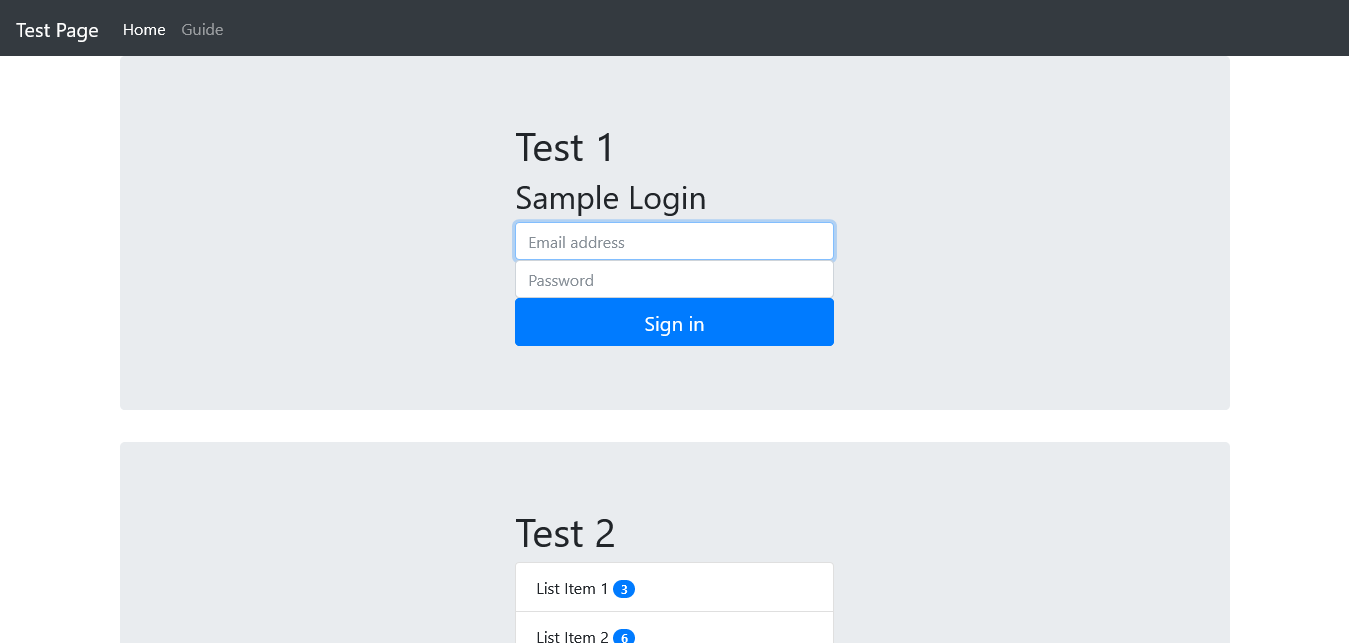 Test Page Home Guide
Test 1
Sample Login
Email address
Password
Sign in
Test 2
List Item 1 3
List Item 2 6